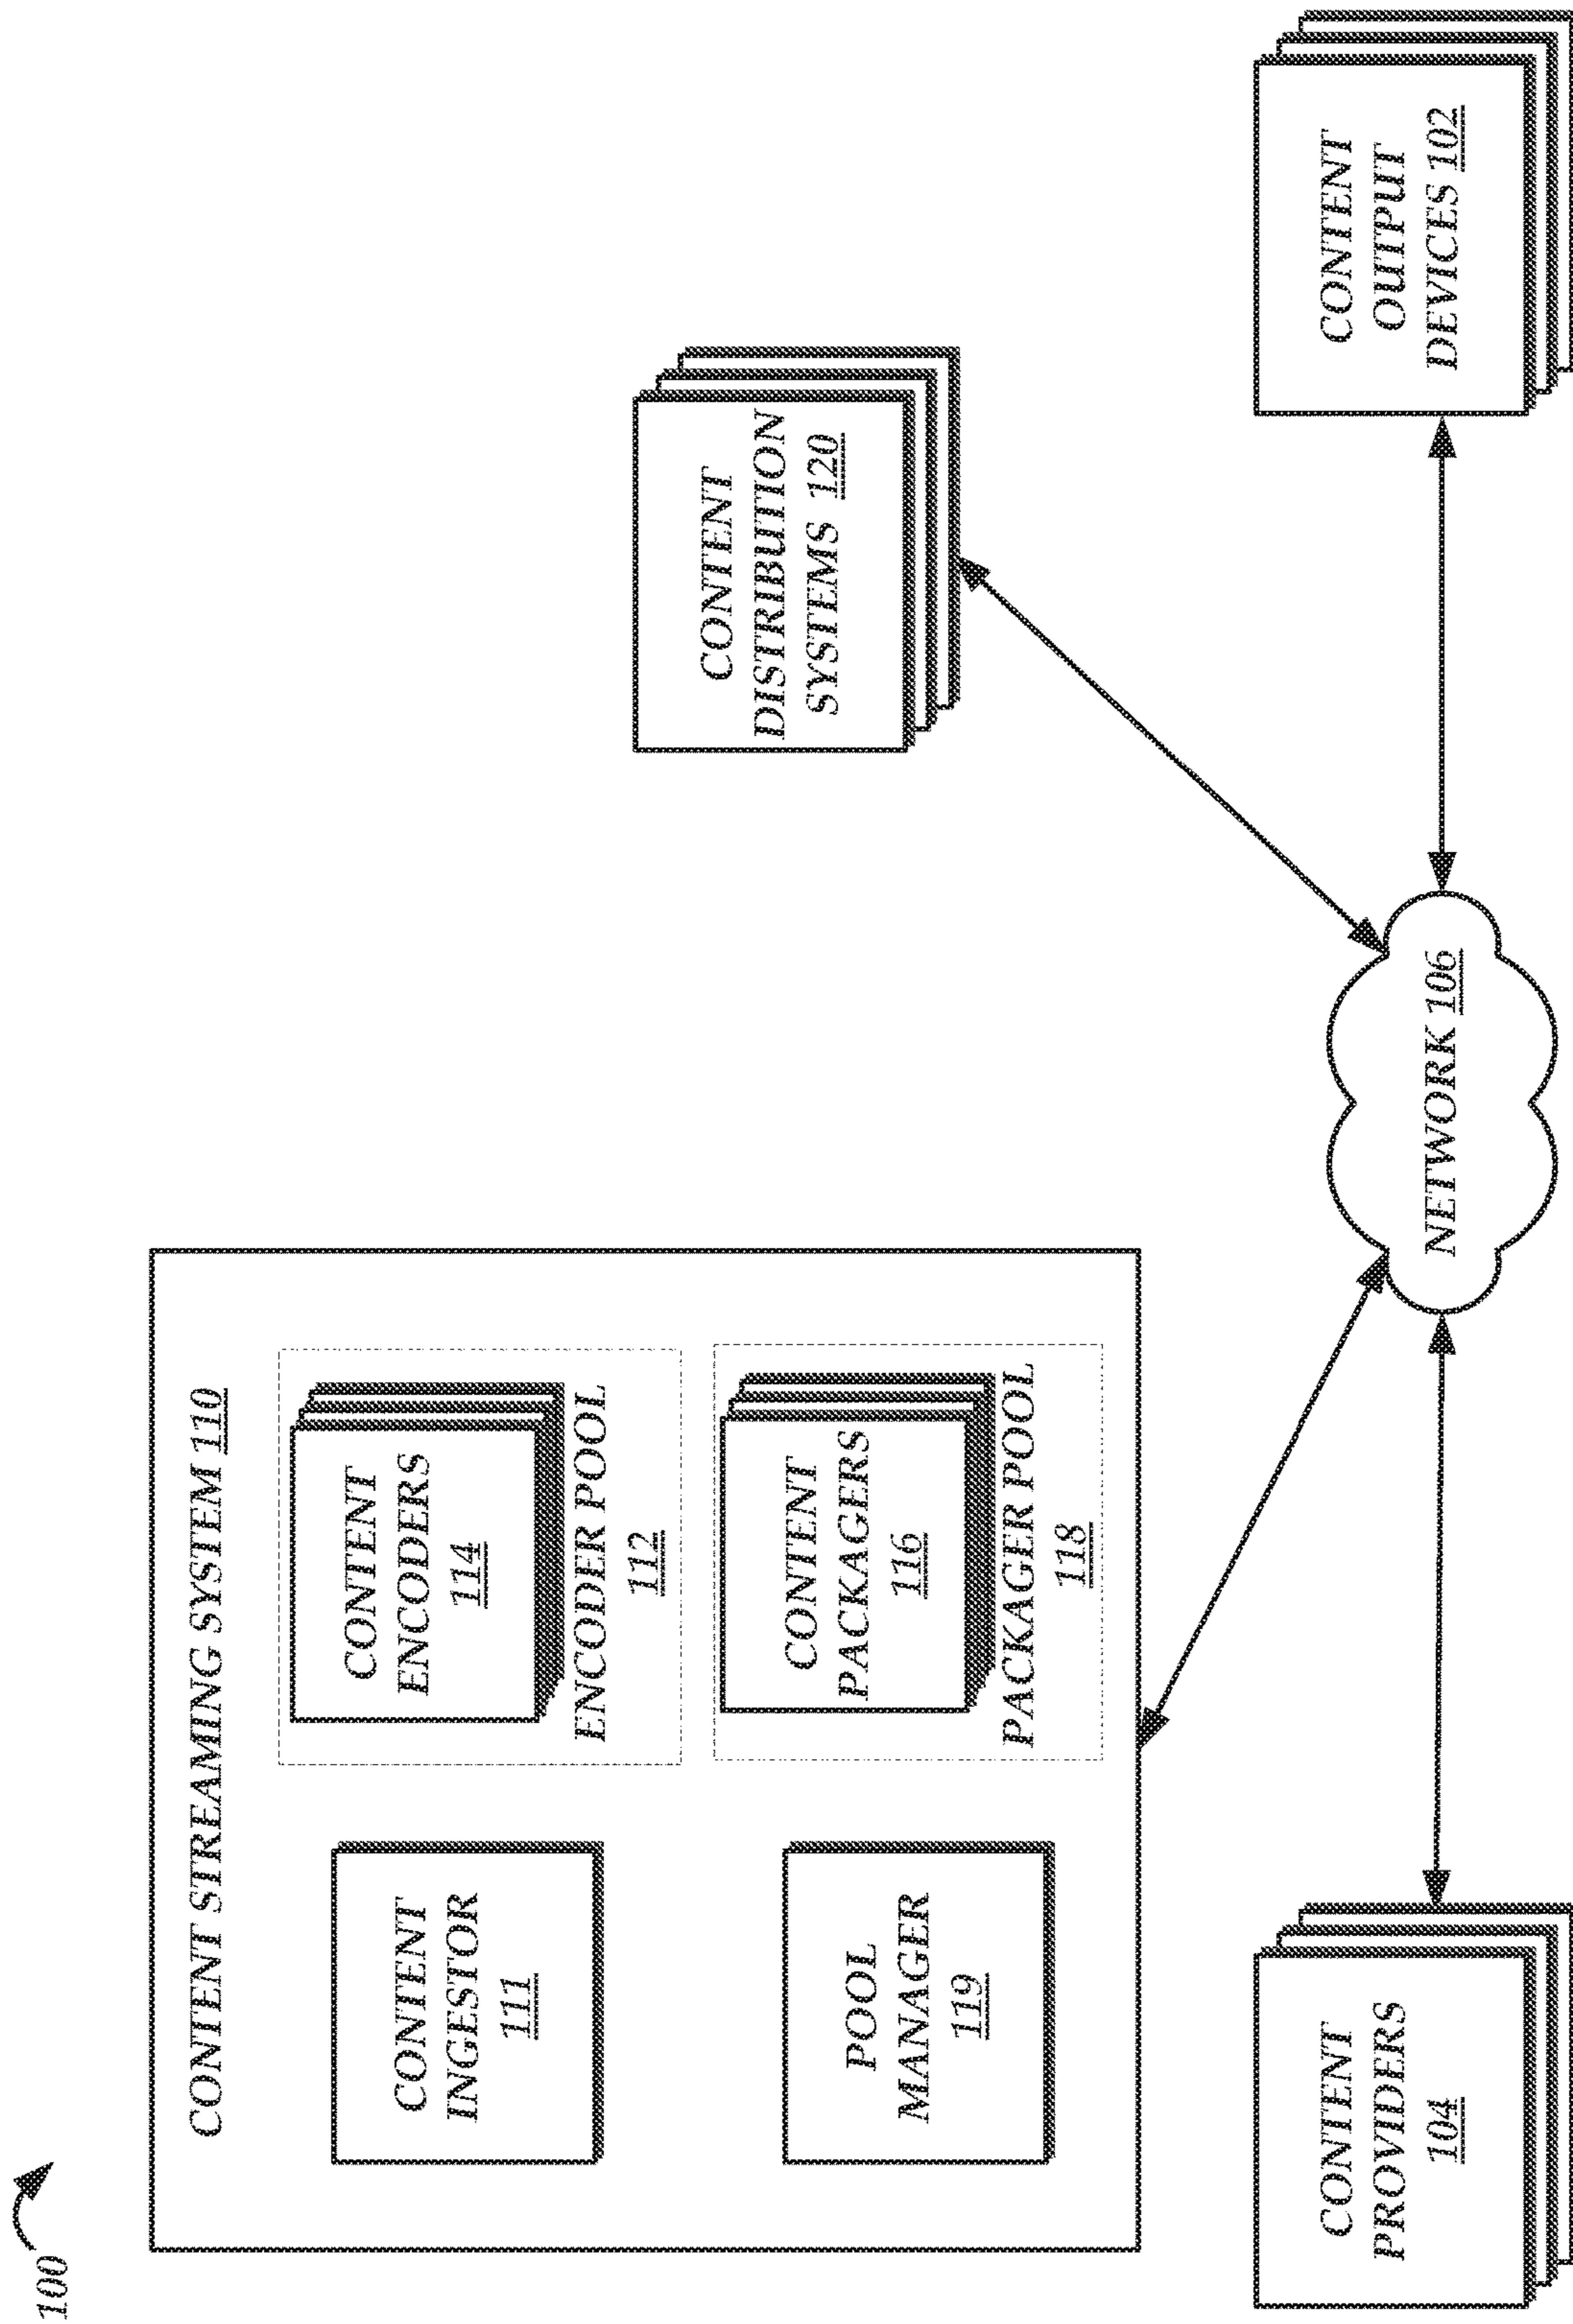 100
CONTENT STREAMING SYSTEM 110
CONTENT
INGESTOR
111
CONTENT
ENCODERS
114
ENCODER POOL
112
POOL
MANAGER
119
CONTENT
PACKAGERS
116
PACKAGER POOL
118
CONTENT
DISTRIBUTION
SYSTEMS 120
CONTENT
PROVIDERS
104
NETWORK 106
CONTENT
OUTPUT
DEVICES 102